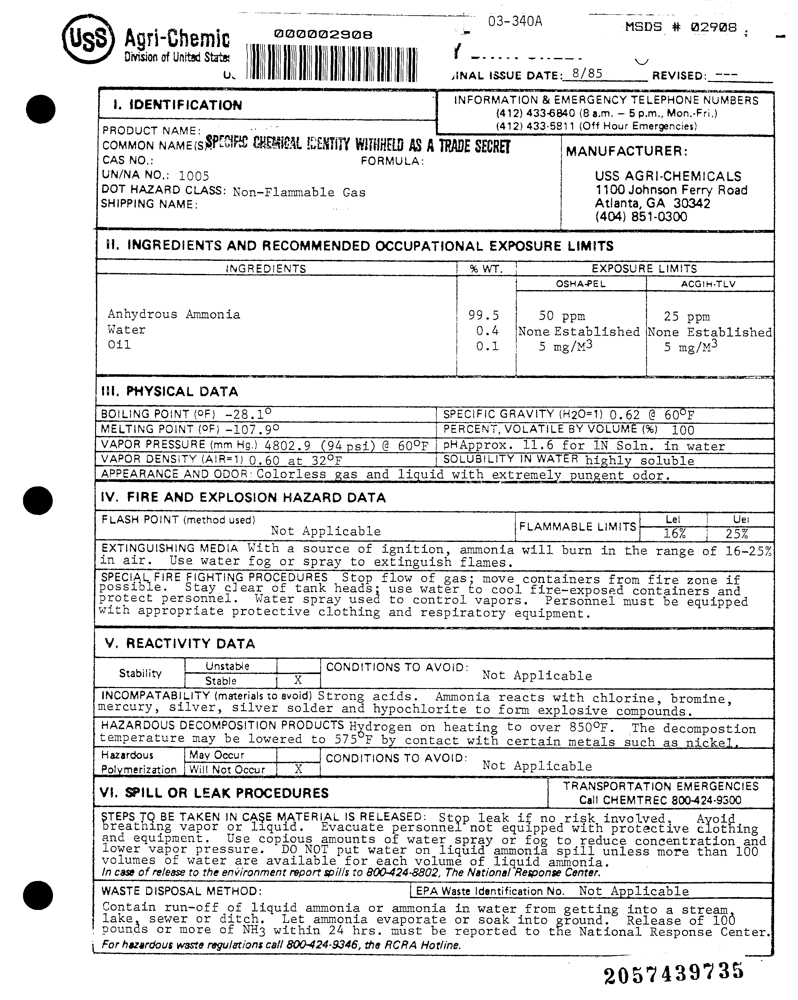 03-340A
MSDS # 02908
USS Agri-Chemic
000002908
Division of United State
INAL ISSUE DATE: 8/85 REVISED: ---
I. IDENTIFICATION
INFORMATION & EMERGENCY TELEPHONE NUMBERS
(412) 433-6840 (8 a.m. – 5 p.m., Mon.-Fri.)
(412) 433-5811 (Off Hour Emergencies)
PRODUCT NAME:
COMMON NAME(S) SPECIFIC CHEMICAL IDENTITY WITHHELD AS A TRADE SECRET
CAS NO.: FORMULA:
UN/NA NO.: 1005
DOT HAZARD CLASS: Non-Flammable Gas
SHIPPING NAME:
MANUFACTURER:
USS AGRI-CHEMICALS
1100 Johnson Ferry Road
Atlanta, GA 30342
(404) 851-0300
II. INGREDIENTS AND RECOMMENDED OCCUPATIONAL EXPOSURE LIMITS
INGREDIENTS % WT. EXPOSURE LIMITS
OSHA-PEL ACGIH-TLV
Anhydrous Ammonia 99.5 50 ppm 25 ppm
Water 0.4 None Established None Established
Oil 0.1 5 mg/M3 5 mg/M3
III. PHYSICAL DATA
BOILING POINT (ºF) -28.1º SPECIFIC GRAVITY (H2O=1) 0.62 @ 60ºF
MELTING POINT (ºF) -107.9º PERCENT, VOLATILE BY VOLUME (%) 100
VAPOR PRESSURE (mm Hg.) 4802.9 (94 psi) @ 60ºF pH Approx. 11.6 for 1N Soln. in water
VAPOR DENSITY (AIR=1) 0.60 at 32ºF SOLUBILITY IN WATER highly soluble
APPEARANCE AND ODOR: Colorless gas and liquid with extremely pungent odor.
IV. FIRE AND EXPLOSION HAZARD DATA
FLASH POINT (method used) Not Applicable FLAMMABLE LIMITS Lel 16% Uel 25%
EXTINGUISHING MEDIA With a source of ignition, ammonia will burn in the range of 16-25%
in air. Use water fog or spray to extinguish flames.
SPECIAL FIRE FIGHTING PROCEDURES Stop flow of gas; move containers from fire zone if
possible. Stay clear of tank heads; use water to cool fire-exposed containers and
protect personnel. Water spray used to control vapors. Personnel must be equipped
with appropriate protective clothing and respiratory equipment.
V. REACTIVITY DATA
Stability Unstable CONDITIONS TO AVOID:
Stable X Not Applicable
INCOMPATABILITY (materials to avoid) Strong acids. Ammonia reacts with chlorine, bromine,
mercury, silver, silver solder and hypochlorite to form explosive compounds.
HAZARDOUS DECOMPOSITION PRODUCTS Hydrogen on heating to over 850ºF. The decompostion
temperature may be lowered to 575ºF by contact with certain metals such as nickel.
Hazardous May Occur CONDITIONS TO AVOID:
Polymerization Will Not Occur X Not Applicable
VI. SPILL OR LEAK PROCEDURES
TRANSPORTATION EMERGENCIES
Call CHEMTREC 800-424-9300
STEPS TO BE TAKEN IN CASE MATERIAL IS RELEASED: Stop leak if no risk involved. Avoid
breathing vapor or liquid. Evacuate personnel not equipped with protective clothing
and equipment. Use copious amounts of water spray or fog to reduce concentration and
lower vapor pressure. DO NOT put water on liquid ammonia spill unless more than 100
volumes of water are available for each volume of liquid ammonia.
In case of release to the environment report spills to 800-424-8802, The National Response Center.
WASTE DISPOSAL METHOD: EPA Waste Identification No. Not Applicable
Contain run-off of liquid ammonia or ammonia in water from getting into a stream,
lake, sewer or ditch. Let ammonia evaporate or soak into ground. Release of 100
pounds or more of NH3 within 24 hrs. must be reported to the National Response Center.
For hazardous waste regulations call 800-424-9346, the RCRA Hotline.
2057439735